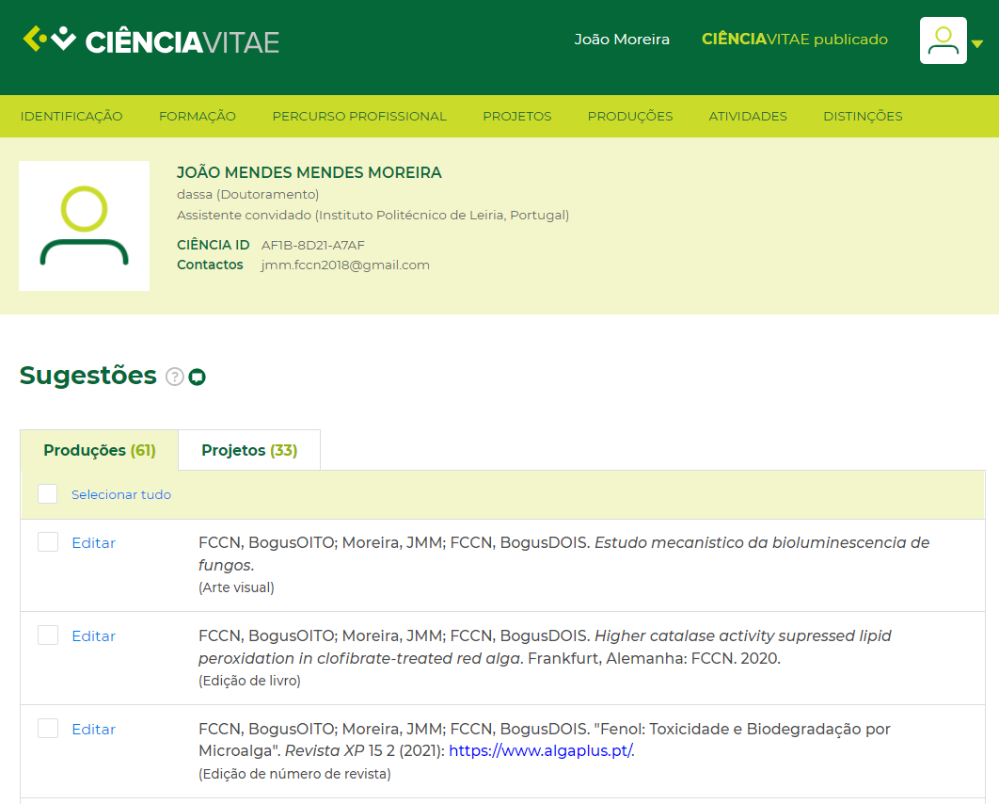 CIÊNCIAVITAE
João Moreira
CIÊNCIAVITAE publicado
IDENTIFICAÇÃO FORMAÇÃO PERCURSO PROFISSIONAL PROJETOS PRODUÇÕES ATIVIDADES DISTINÇÕES
JOÃO MENDES MENDES MOREIRA
dassa (Doutoramento)
Assistente convidado (Instituto Politécnico de Leiria, Portugal)
CIÊNCIA ID AF1B-8D21-A7AF
Contactos jmm.fccn2018@gmail.com
Sugestões ?
Produções (61) Projetos (33)
Selecionar tudo
Editar FCCN, BogusOITO; Moreira, JMM; FCCN, BogusDOIS. Estudo mecanistico da bioluminescencia de
fungos.
(Arte visual)
Editar FCCN, BogusOITO; Moreira, JMM; FCCN, BogusDOIS. Higher catalase activity supressed lipid
peroxidation in clofibrate-treated red alga. Frankfurt, Alemanha: FCCN. 2020.
(Edição de livro)
Editar FCCN, BogusOITO; Moreira, JMM; FCCN, BogusDOIS. "Fenol: Toxicidade e Biodegradação por
Microalga". Revista XP 15 2 (2021): https://www.algaplus.pt/.
(Edição de número de revista)